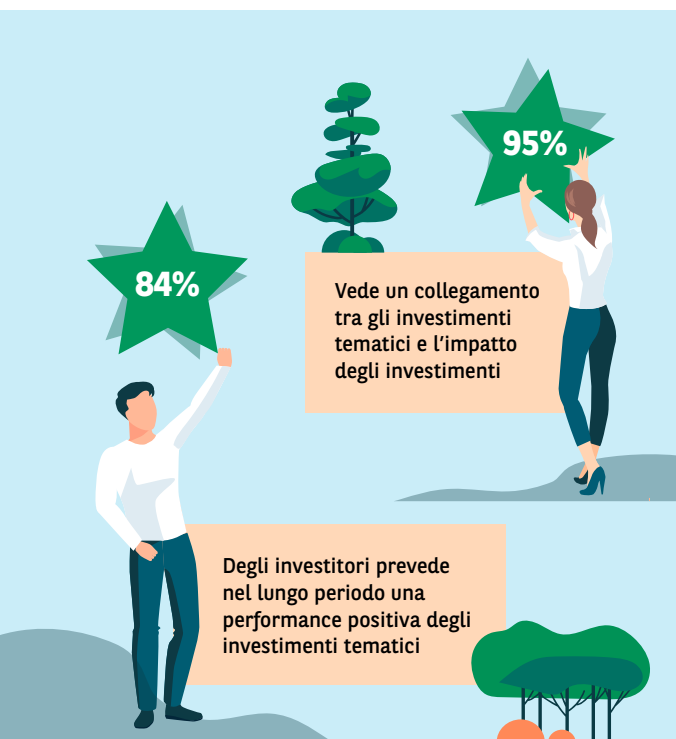 95%
Vede un collegamento
tra gli investimenti
tematici e l'impatto
degli investimenti
84%
Degli investitori prevede
nel lungo periodo una
performance positiva degli
investimenti tematici